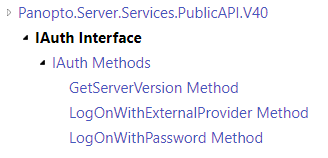 Panopto.Server.Services.PublicAPI.V40
IAuth Interface
IAuth Methods
GetServerVersion Method
LogOnWithExternalProvider Method
LogOnWithPassword Method